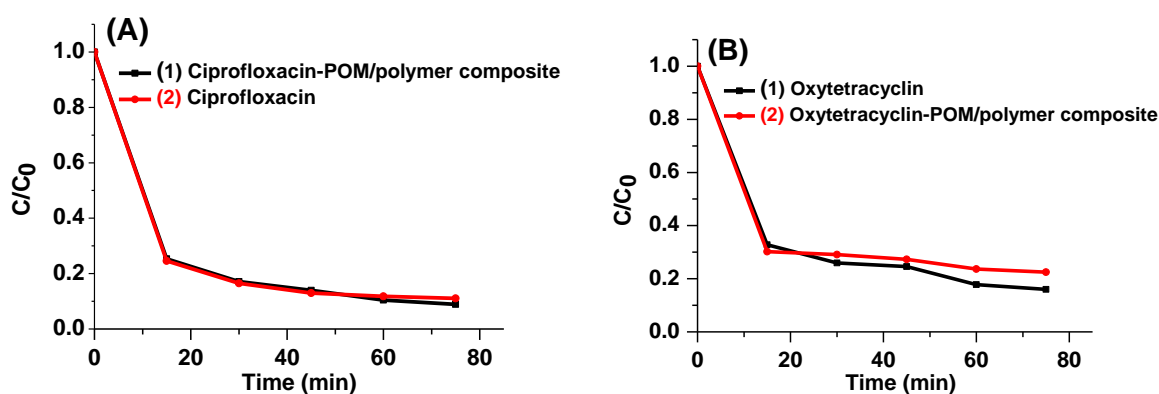 (A)
(1) Ciprofloxacin-POM/polymer composite
(2) Ciprofloxacin
C/C0
1.0
0.8
0.6
0.4
0.2
0.0
0 20 40 60 80
Time (min)
(B)
(1) Oxytetracyclin
(2) Oxytetracyclin-POM/polymer composite
C/C0
1.0
0.8
0.6
0.4
0.2
0.0
0 20 40 60 80
Time (min)